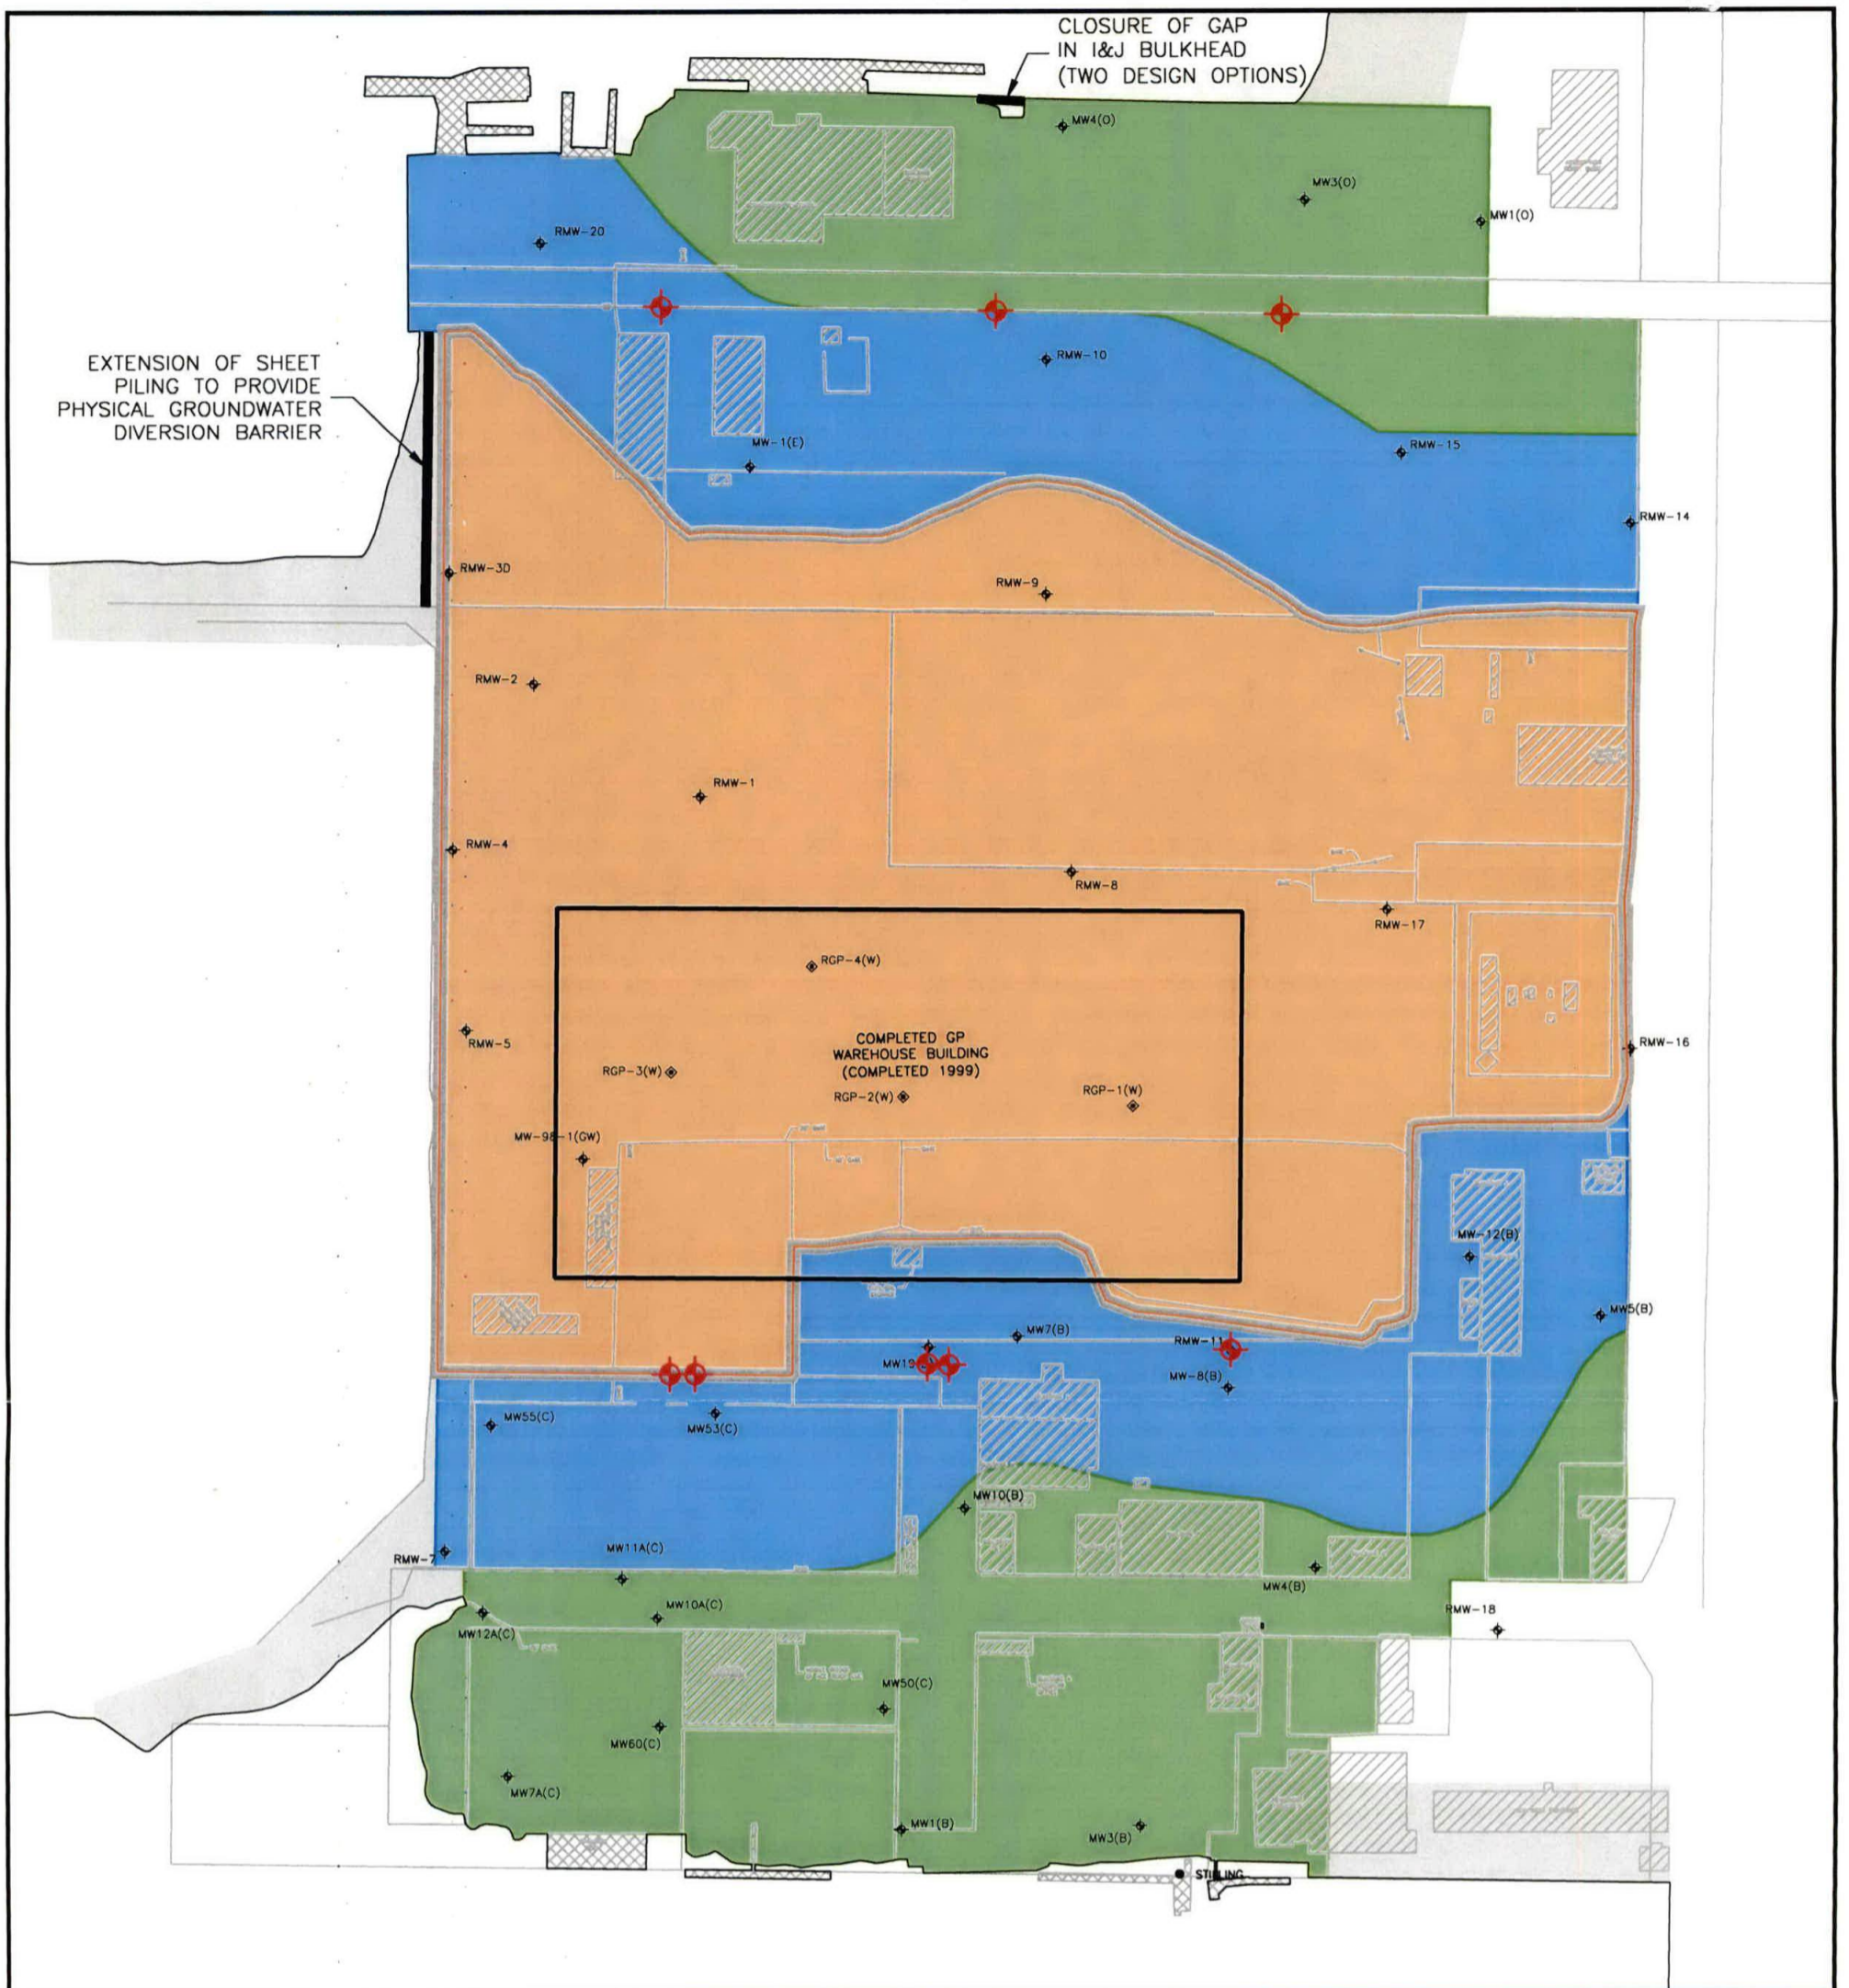 CLOSURE OF GAP
IN I&J BULKHEAD
(TWO DESIGN OPTIONS)
MW4(O)
MW3(O)
MW1(O)
RMW-20
RMW-10
EXTENSION OF SHEET
PILING TO PROVIDE
PHYSICAL GROUNDWATER
DIVERSION BARRIER
MW-1(E)
RMW-15
RMW-14
RMW-3D
RMW-9
RMW-2
RMW-1
RMW-4
RMW-8
RMW-17
RGP-4(W)
RMW-5
COMPLETED GP
WAREHOUSE BUILDING
(COMPLETED 1999)
RMW-16
RGP-3(W)
RGP-2(W)
RGP-1(W)
MW-98-1(GW)
MW-12(B)
MW5(B)
MW7(B)
RMW-11
MW-8(B)
MW55(C)
MW53(C)
MW10(B)
RMW-7
MW11A(C)
MW4(B)
MW10A(C)
RMW-18
MW12A(C)
MW50(C)
MW60(C)
MW7A(C)
MW1(B)
MW3(B)